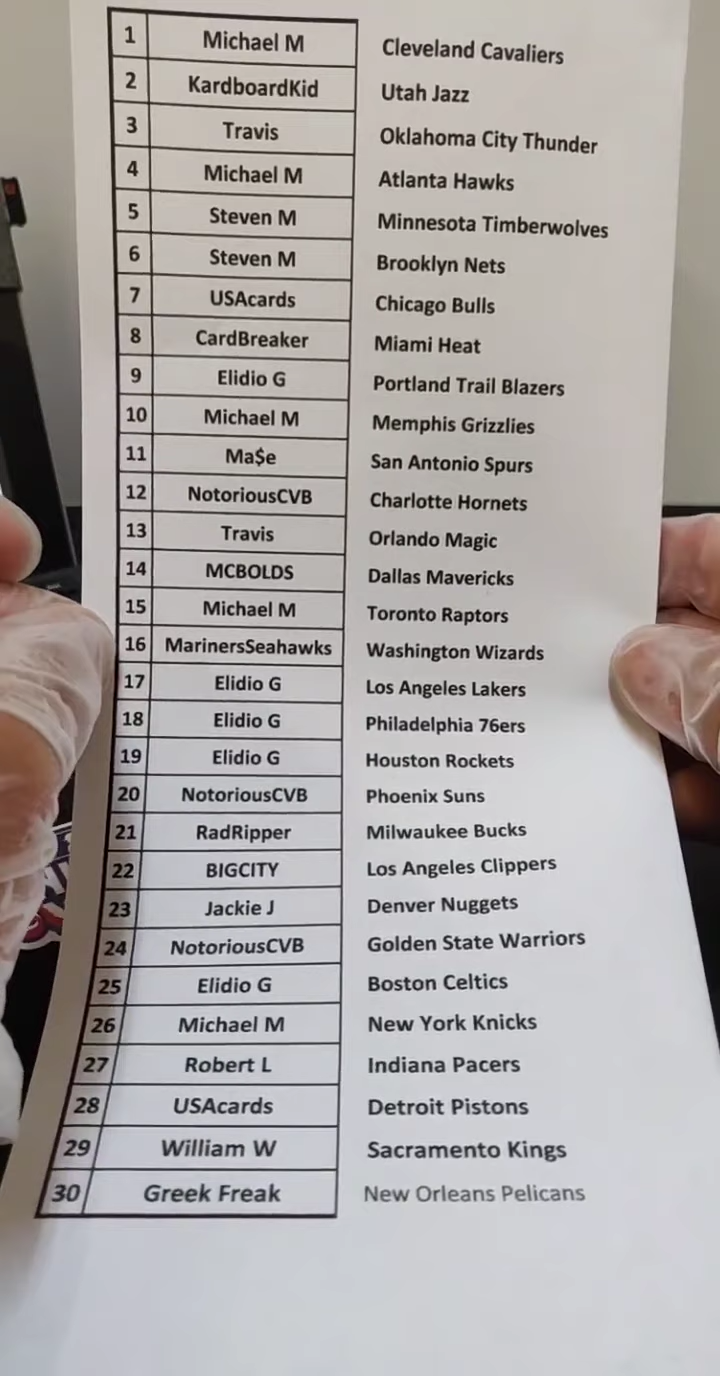 1 Michael M Cleveland Cavaliers
2 KardboardKid Utah Jazz
3 Travis Oklahoma City Thunder
4 Michael M Atlanta Hawks
5 Steven M Minnesota Timberwolves
6 Steven M Brooklyn Nets
7 USAcards Chicago Bulls
8 CardBreaker Miami Heat
9 Elidio G Portland Trail Blazers
10 Michael M Memphis Grizzlies
11 Ma$e San Antonio Spurs
12 NotoriousCVB Charlotte Hornets
13 Travis Orlando Magic
14 MCBOLDS Dallas Mavericks
15 Michael M Toronto Raptors
16 MarinersSeahawks Washington Wizards
17 Elidio G Los Angeles Lakers
18 Elidio G Philadelphia 76ers
19 Elidio G Houston Rockets
20 NotoriousCVB Phoenix Suns
21 RadRipper Milwaukee Bucks
22 BIGCITY Los Angeles Clippers
23 Jackie J Denver Nuggets
24 NotoriousCVB Golden State Warriors
25 Elidio G Boston Celtics
26 Michael M New York Knicks
27 Robert L Indiana Pacers
28 USAcards Detroit Pistons
29 William W Sacramento Kings
30 Greek Freak New Orleans Pelicans